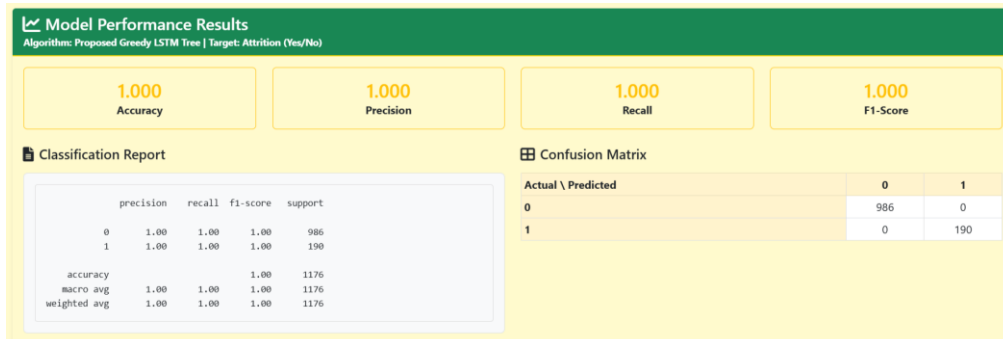 Model Performance Results
Algorithm: Proposed Greedy LSTM Tree | Target: Attrition (Yes/No)
1.000 1.000 1.000 1.000
Accuracy Precision Recall F1-Score
Classification Report
precision recall f1-score support
0 1.00 1.00 1.00 986
1 1.00 1.00 1.00 190
accuracy 1.00 1176
macro avg 1.00 1.00 1.00 1176
weighted avg 1.00 1.00 1.00 1176
Confusion Matrix
Actual \ Predicted 0 1
0 986 0
1 0 190